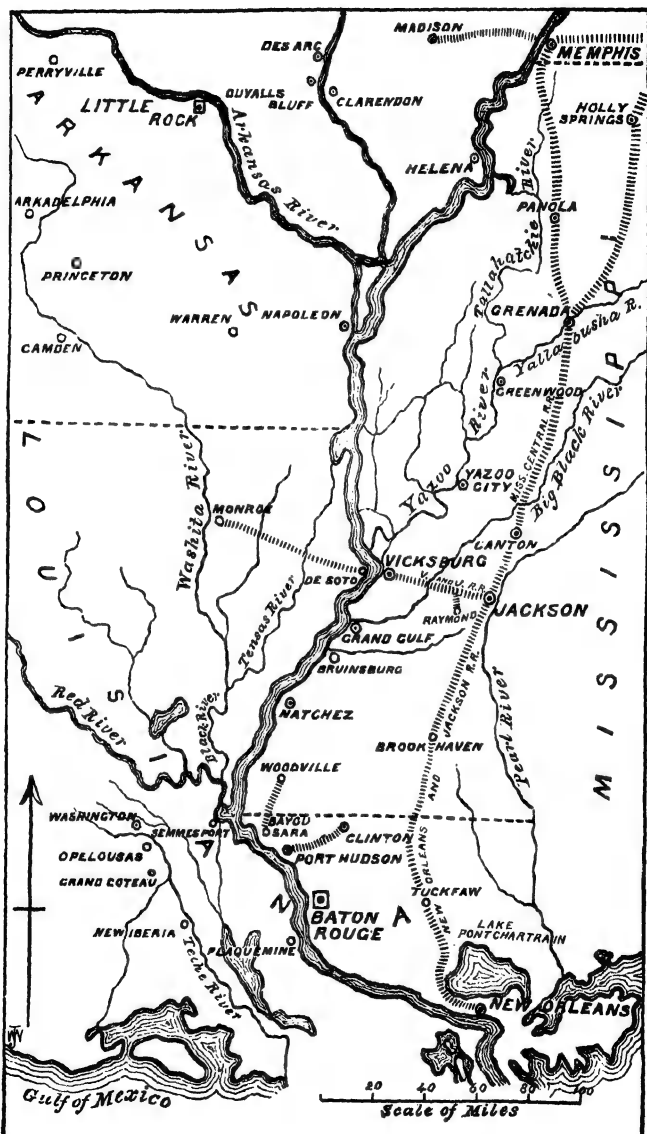 MADISON
MEMPHIS
DES ARC
PERRYVILLE
DUVALLS
BLUFF
CLARENDON
LITTLE
ROCK
HOLLY
SPRINGS
ARKANSAS
Arkansas River
HELENA
River
ARKADELPHIA
PANOLA
Tallahatchie
PRINCETON
GRENADA
Yallabusha R.
WARREN
NAPOLEON
CAMDEN
GREENWOOD
River
Big Black River
MISS. CENTRAL R.R.
MISSISSIPPI
Yazoo
YAZOO
CITY
Washita River
MONROE
CANTON
VICKSBURG
DE SOTO
V. AND J. R.R.
JACKSON
RAYMOND
Tensas River
GRAND GULF
BRUINSBURG
LOUISIANA
Red River
Black River
NATCHEZ
JACKSON R.R.
AND
NEW ORLEANS
Pearl River
BROOKHAVEN
WOODVILLE
WASHINGTON
SEMMESPORT
BAYOU
SARA
CLINTON
PORT HUDSON
OPELOUSAS
GRAND COTEAU
BATON
ROUGE
TUCKFAW
LAKE
PONTCHARTRAIN
NEW IBERIA
PLAQUEMINE
Teche River
NEW ORLEANS
Gulf of Mexico
20 40 60 80 100
Scale of Miles